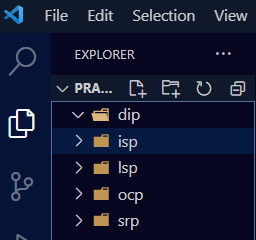 File Edit Selection View
EXPLORER ...
PRA...
dip
isp
lsp
ocp
srp